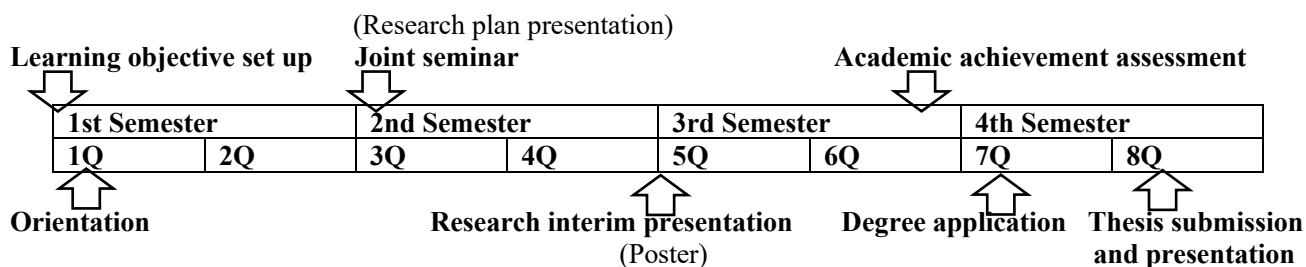 (Research plan presentation)
Learning objective set up Joint seminar Academic achievement assessment
1st Semester 2nd Semester 3rd Semester 4th Semester
1Q 2Q 3Q 4Q 5Q 6Q 7Q 8Q
Orientation Research interim presentation Degree application Thesis submission
(Poster) and presentation